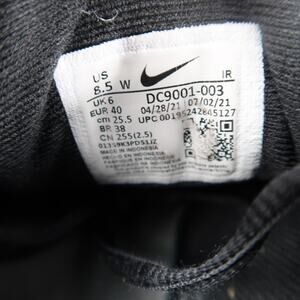 US 8.5 W IR
UK 6 DC9001-003
EUR 40 04/28/21 07/02/21
cm 25.5 UPC
BR 38
CN 255(2.5)
MADE IN INDONESIA